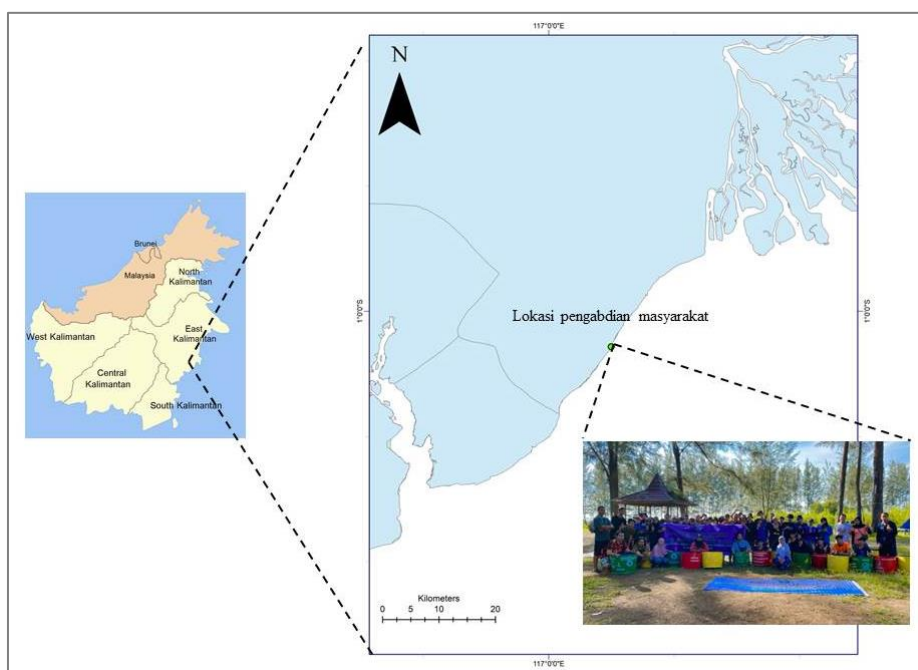 117°0'0"E
N
Brunei
Malaysia
North
Kalimantan
East
Kalimantan
West Kalimantan
Central
Kalimantan
South Kalimantan
1°0'0"S
1°0'0"S
Lokasi pengabdian masyarakat
Kilometers
0 5 10 20
117°0'0"E